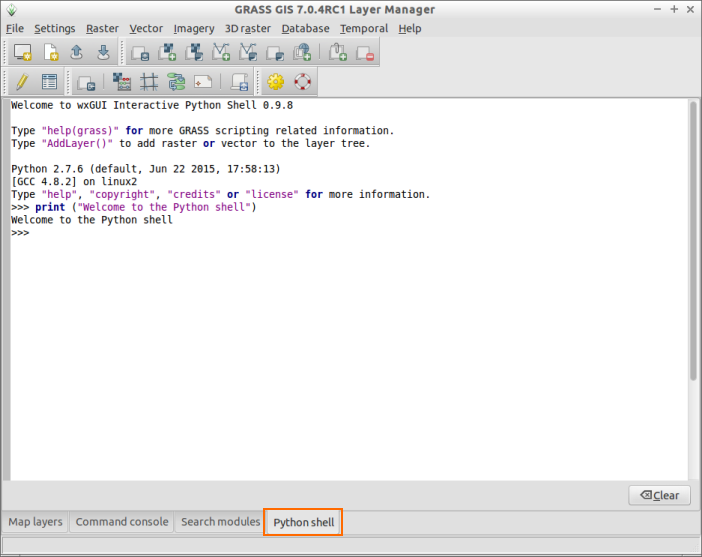 GRASS GIS 7.0.4RC1 Layer Manager
File Settings Raster Vector Imagery 3D raster Database Temporal Help
Welcome to wxGUI Interactive Python Shell 0.9.8
Type "help(grass)" for more GRASS scripting related information.
Type "AddLayer()" to add raster or vector to the layer tree.
Python 2.7.6 (default, Jun 22 2015, 17:58:13)
[GCC 4.8.2] on linux2
Type "help", "copyright", "credits" or "license" for more information.
>>> print ("Welcome to the Python shell")
Welcome to the Python shell
>>>
Clear
Map layers Command console Search modules Python shell